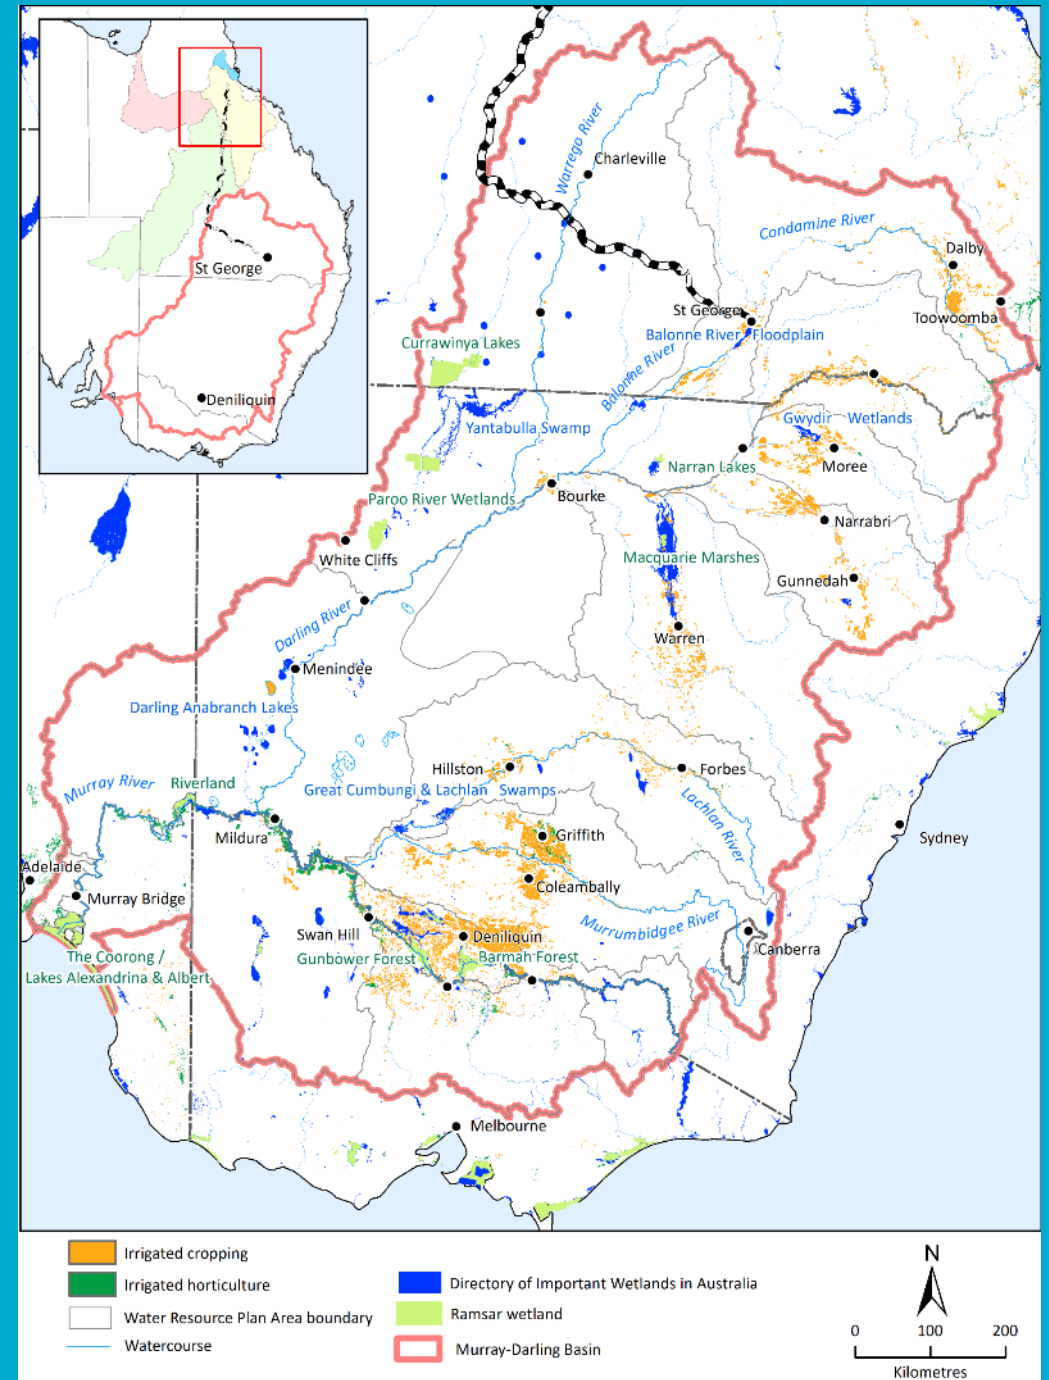 St George
Deniliquin
Warrego River
Charleville
Condamine River
Dalby
St George
Toowoomba
Balonne River Floodplain
Currawinya Lakes
Balonne River
Gwydir Wetlands
Yantabulla Swamp
Narran Lakes
Moree
Paroo River Wetlands
Bourke
Narrabri
White Cliffs
Macquarie Marshes
Gunnedah
Darling River
Warren
Menindee
Darling Anabranch Lakes
Murray River
Riverland
Hillston
Forbes
Great Cumbungi & Lachlan Swamps
Lachlan River
Mildura
Griffith
Sydney
Adelaide
Coleambally
Murray Bridge
Murrumbidgee River
Swan Hill
Deniliquin
Canberra
Gunbower Forest
Barmah Forest
The Coorong /
Lakes Alexandrina & Albert
Melbourne
Irrigated cropping
Irrigated horticulture
Water Resource Plan Area boundary
Watercourse
Directory of Important Wetlands in Australia
Ramsar wetland
Murray-Darling Basin
N
0 100 200
Kilometres